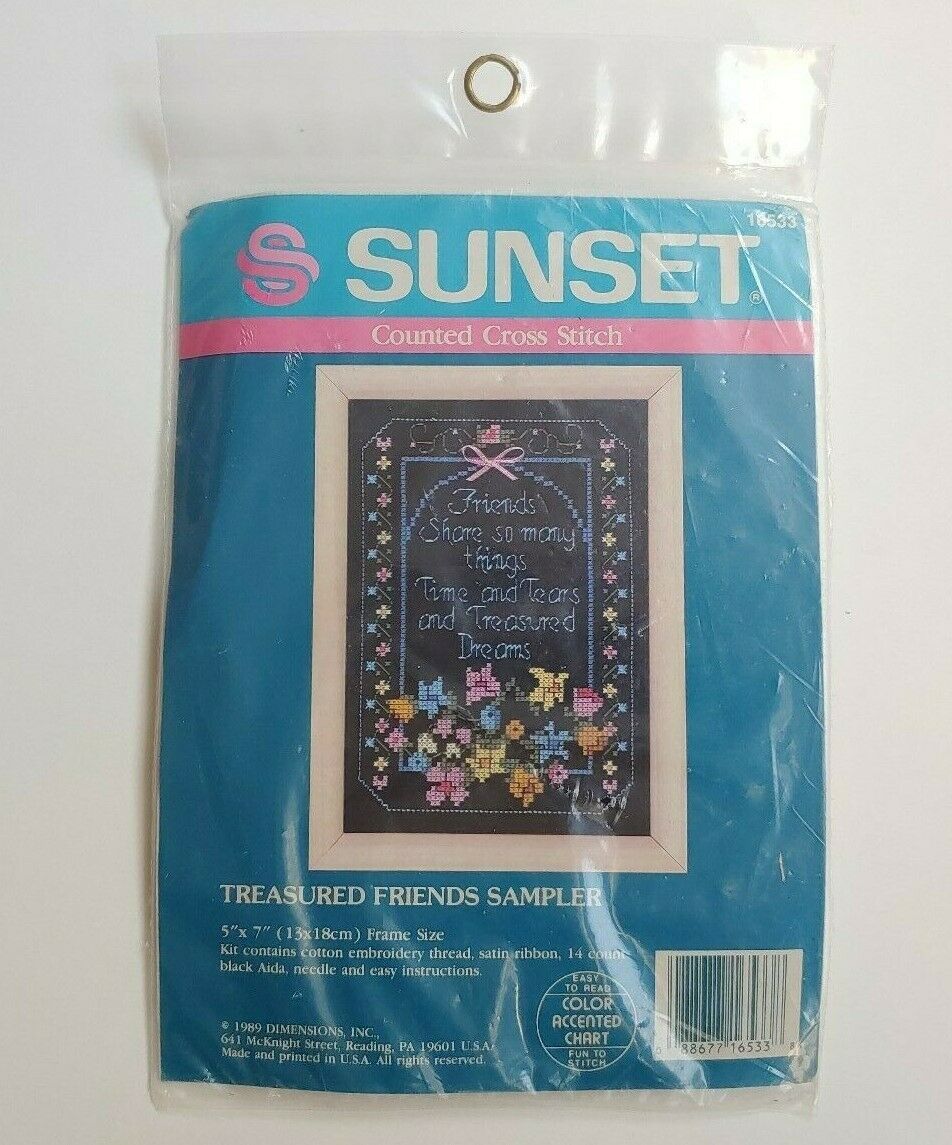 16533
SUNSET®
Counted Cross Stitch
Friends
Share so many
things
Time and Tears
and Treasured
Dreams
TREASURED FRIENDS SAMPLER
5"x 7" (13x18cm) Frame Size
Kit contains cotton embroidery thread, satin ribbon, 14 count
black Aida, needle and easy instructions.
© 1989 DIMENSIONS, INC.,
641 McKnight Street, Reading, PA 19601 U.S.A.
Made and printed in U.S.A. All rights reserved.
EASY
TO READ
COLOR
ACCENTED
CHART
FUN TO
STITCH
0 88677 16533 8